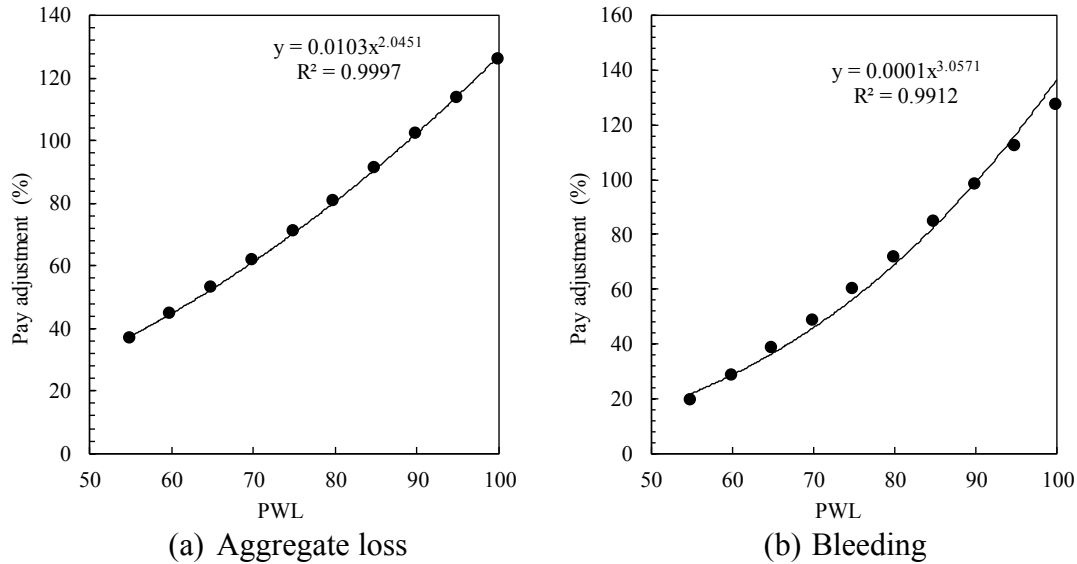 140
120
100
80
60
40
20
0
Pay adjustment (%)
y = 0.0103x^2.0451
R² = 0.9997
50 60 70 80 90 100
PWL
(a) Aggregate loss
160
140
120
100
80
60
40
20
0
Pay adjustment (%)
y = 0.0001x^3.0571
R² = 0.9912
50 60 70 80 90 100
PWL
(b) Bleeding